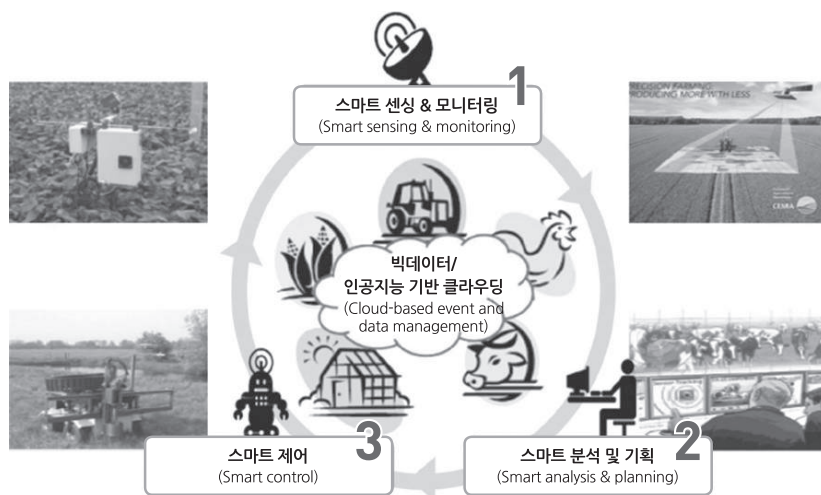 1
스마트 센싱 & 모니터링
(Smart sensing & monitoring)
PRECISION FARMING:
PRODUCING MORE WITH LESS
CEMA
빅데이터/
인공지능 기반 클라우딩
(Cloud-based event and
data management)
3
스마트 제어
(Smart control)
2
스마트 분석 및 기획
(Smart analysis & planning)